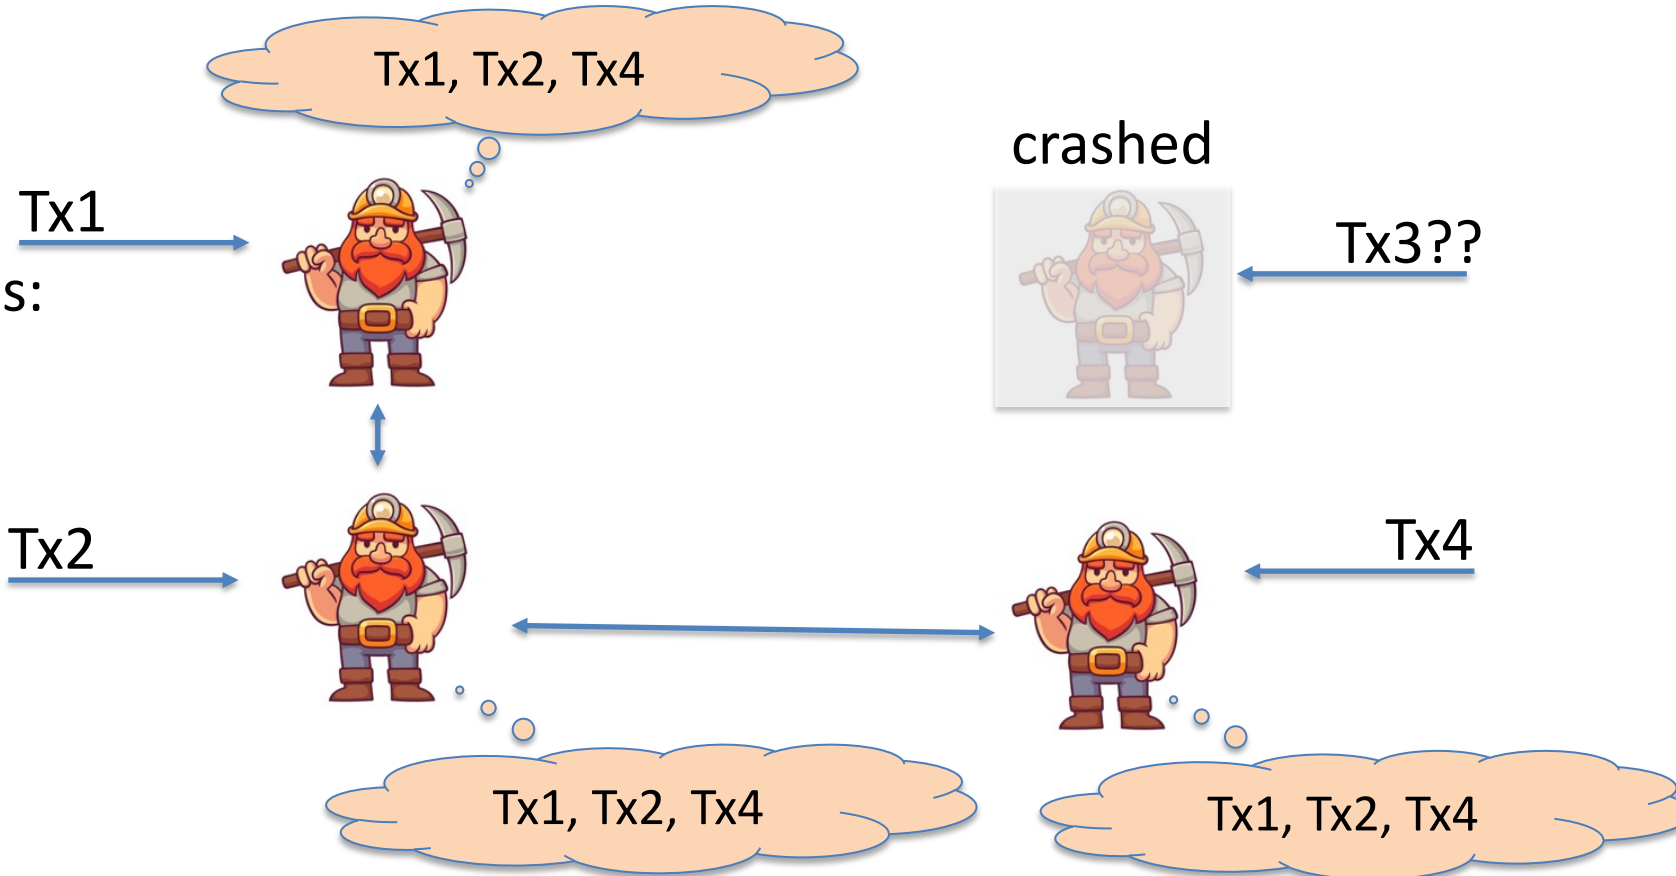 Tx1, Tx2, Tx4
crashed
Tx1
Tx3??
s:
Tx2
Tx4
Tx1, Tx2, Tx4
Tx1, Tx2, Tx4